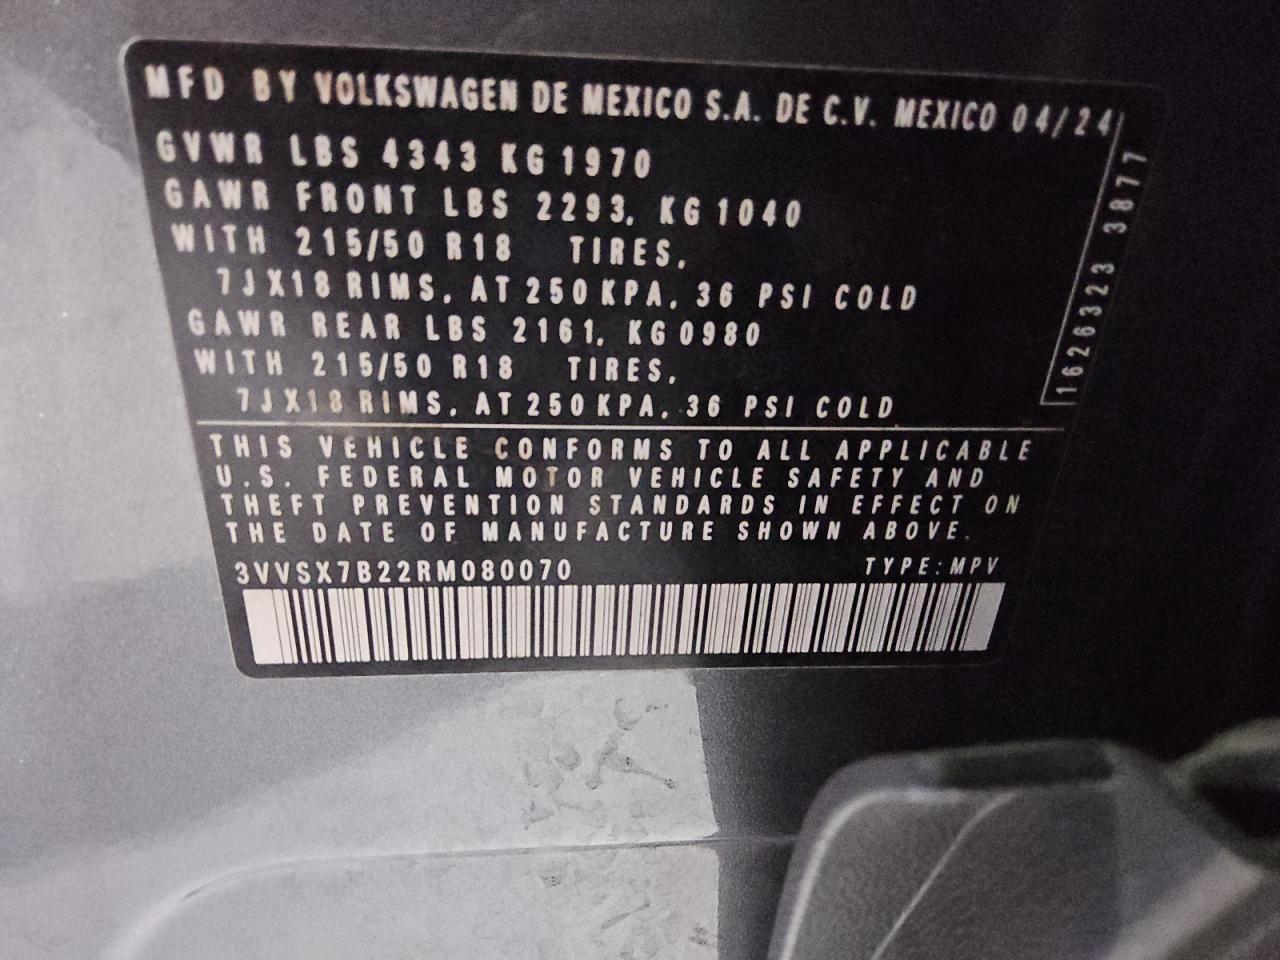 MFD BY VOLKSWAGEN DE MEXICO S.A. DE C.V. MEXICO 04/24
GVWR LBS 4343 KG 1970
GAWR FRONT LBS 2293, KG 1040
WITH 215/50 R18 TIRES,
7JX18 RIMS, AT 250 KPA, 36 PSI COLD
GAWR REAR LBS 2161, KG 0980
WITH 215/50 R18 TIRES,
7JX18 RIMS, AT 250 KPA, 36 PSI COLD
1626323 3877
THIS VEHICLE CONFORMS TO ALL APPLICABLE
U.S. FEDERAL MOTOR VEHICLE SAFETY AND
THEFT PREVENTION STANDARDS IN EFFECT ON
THE DATE OF MANUFACTURE SHOWN ABOVE.
3VVSX7B22RM080070 TYPE: MPV